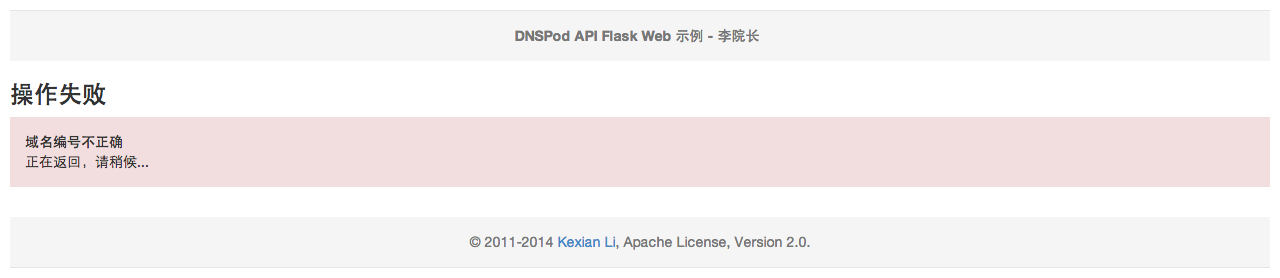 DNSPod API Flask Web 示例 - 李院长
操作失败
域名编号不正确
正在返回，请稍候...
© 2011-2014 Kexian Li, Apache License, Version 2.0.